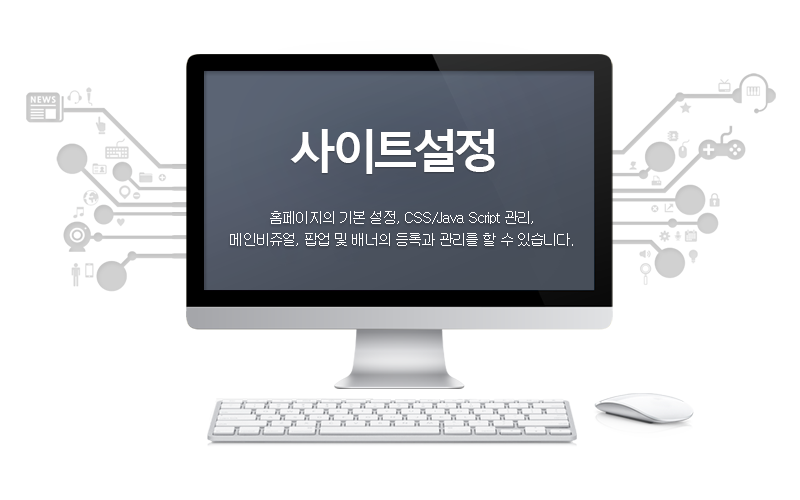 NEWS
사이트설정
홈페이지의 기본 설정, CSS/Java Script 관리,
메인비쥬얼, 팝업 및 배너의 등록과 관리를 할 수 있습니다.